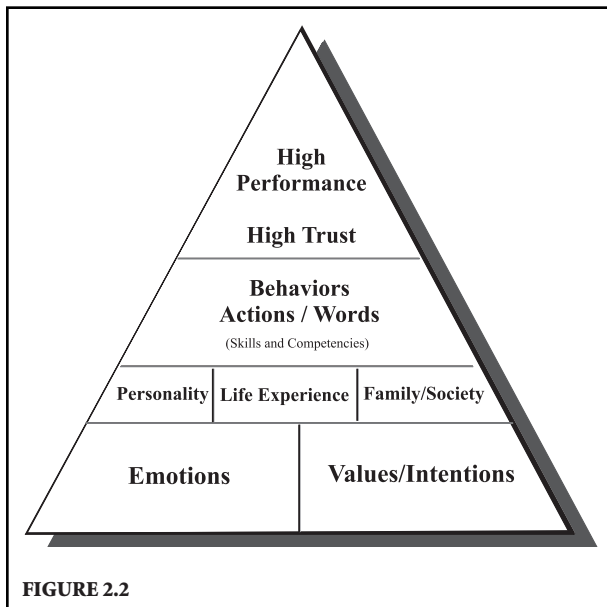 High
Performance
High Trust
Behaviors
Actions / Words
(Skills and Competencies)
Personality Life Experience Family/Society
Emotions Values/Intentions
FIGURE 2.2